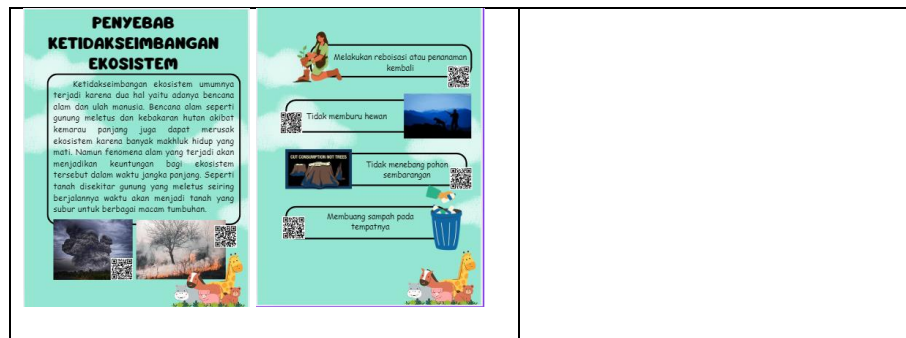 PENYEBAB
KETIDAKSEIMBANGAN
EKOSISTEM
Ketidakseimbangan ekosistem umumnya
terjadi karena dua hal yaitu adanya bencana
alam dan ulah manusia. Bencana alam seperti
gunung meletus dan kebakaran hutan akibat
kemarau panjang juga dapat merusak
ekosistem karena banyak makhluk hidup yang
mati. Namun fenomena alam yang terjadi akan
menjadikan keuntungan bagi ekosistem
tersebut dalam waktu jangka panjang. Seperti
tanah disekitar gunung yang meletus seiring
berjalannya waktu akan menjadi tanah yang
subur untuk berbagai macam tumbuhan.
Melakukan reboisasi atau penanaman
kembali
Tidak memburu hewan
CUT CONSUMPTION NOT TREES
Tidak menebang pohon
sembarangan
Membuang sampah pada
tempatnya